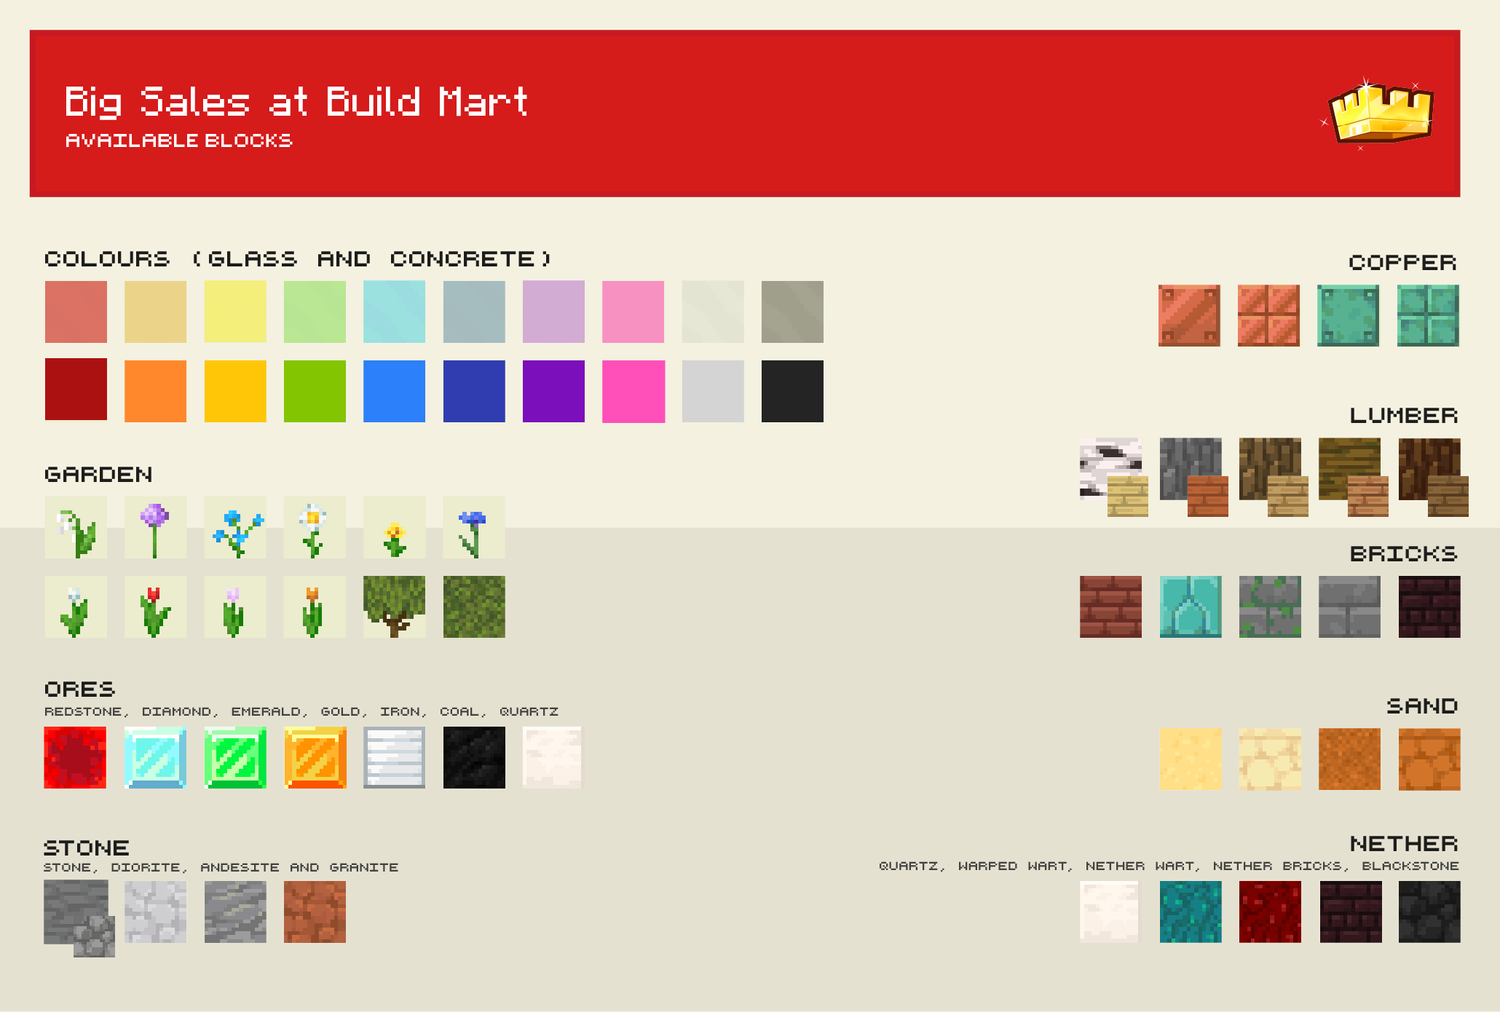 Big Sales at Build Mart
AVAILABLE BLOCKS
COLOURS (GLASS AND CONCRETE)
COPPER
LUMBER
GARDEN
BRICKS
ORES
REDSTONE, DIAMOND, EMERALD, GOLD, IRON, COAL, QUARTZ
SAND
STONE
STONE, DIORITE, ANDESITE AND GRANITE
NETHER
QUARTZ, WARPED WART, NETHER WART, NETHER BRICKS, BLACKSTONE